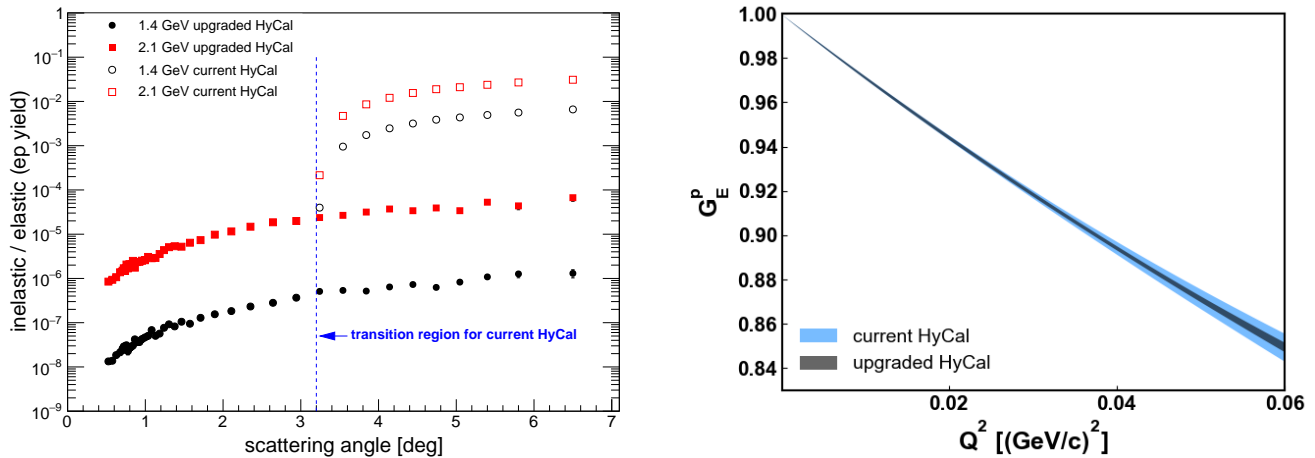 1.4 GeV upgraded HyCal
2.1 GeV upgraded HyCal
1.4 GeV current HyCal
2.1 GeV current HyCal
inelastic / elastic (ep yield)
1
10⁻¹
10⁻²
10⁻³
10⁻⁴
10⁻⁵
10⁻⁶
10⁻⁷
10⁻⁸
10⁻⁹
transition region for current HyCal
0 1 2 3 4 5 6 7
scattering angle [deg]
1.00
0.98
0.96
0.94
0.92
0.90
0.88
0.86
0.84
G_E^p
current HyCal
upgraded HyCal
0.02 0.04 0.06
Q² [(GeV/c)²]